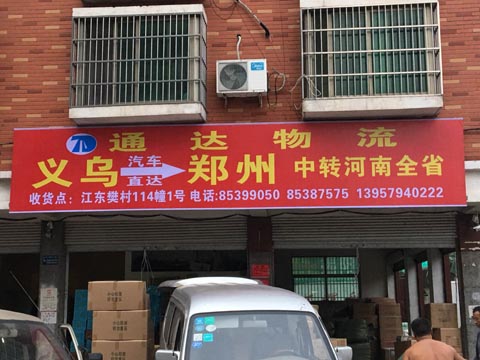 通达物流
义乌 汽车直达 郑州 中转河南全省
收货点：江东樊村114幢1号 电话:85399050 85387575 13957940222